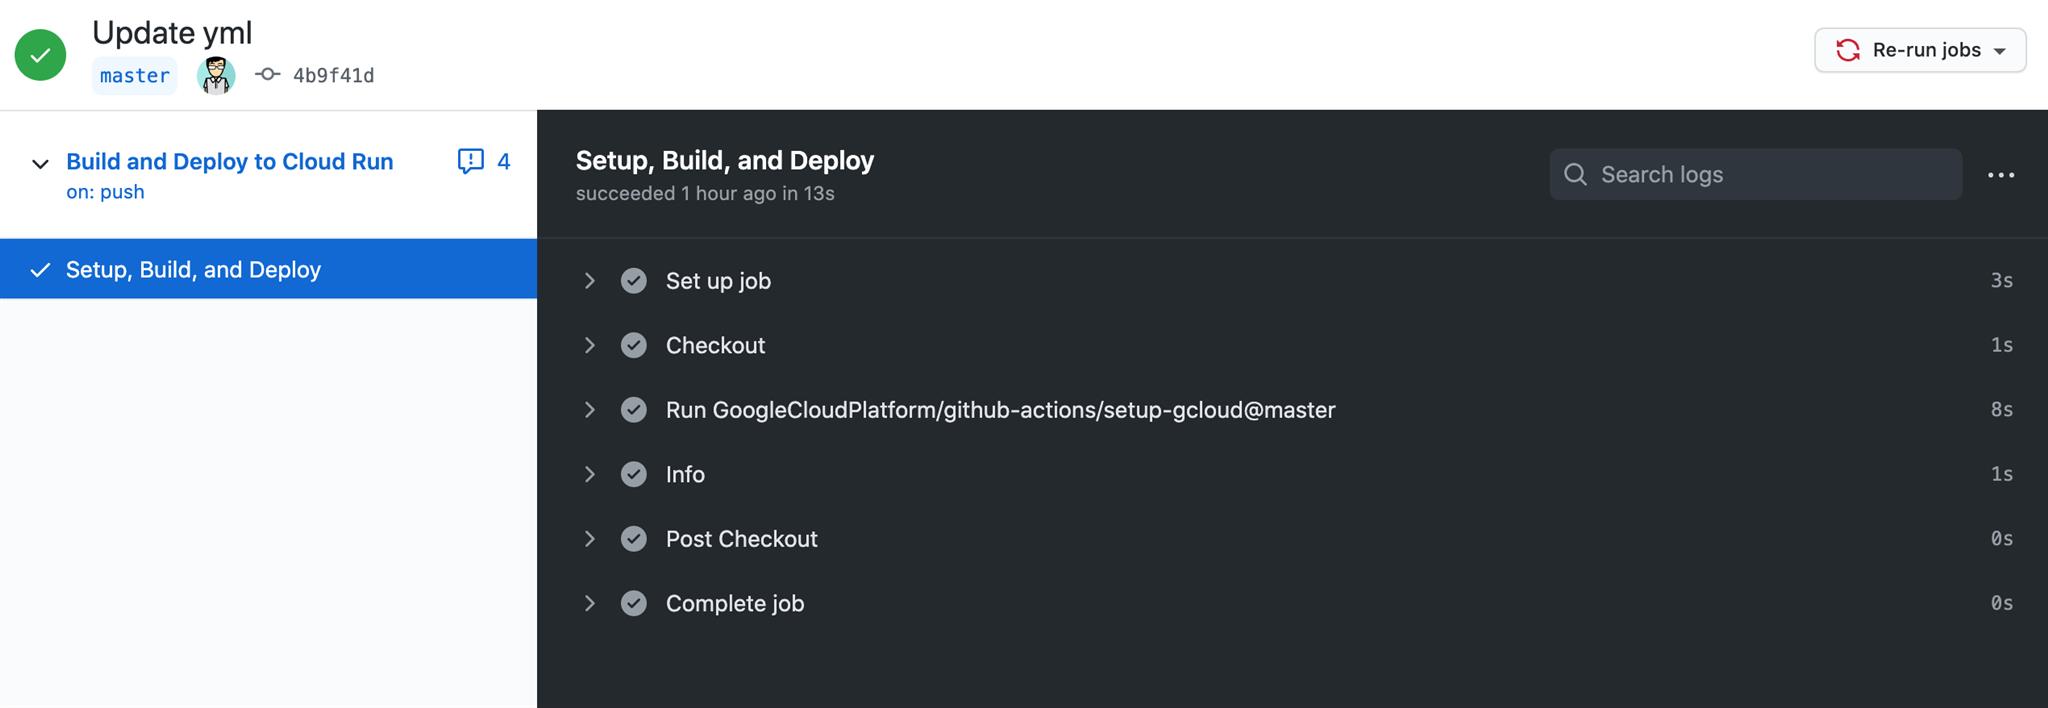 Update yml
master 4b9f41d
Re-run jobs
Build and Deploy to Cloud Run 4
on: push
Setup, Build, and Deploy
Setup, Build, and Deploy
succeeded 1 hour ago in 13s
Search logs
Set up job 3s
Checkout 1s
Run GoogleCloudPlatform/github-actions/setup-gcloud@master 8s
Info 1s
Post Checkout 0s
Complete job 0s